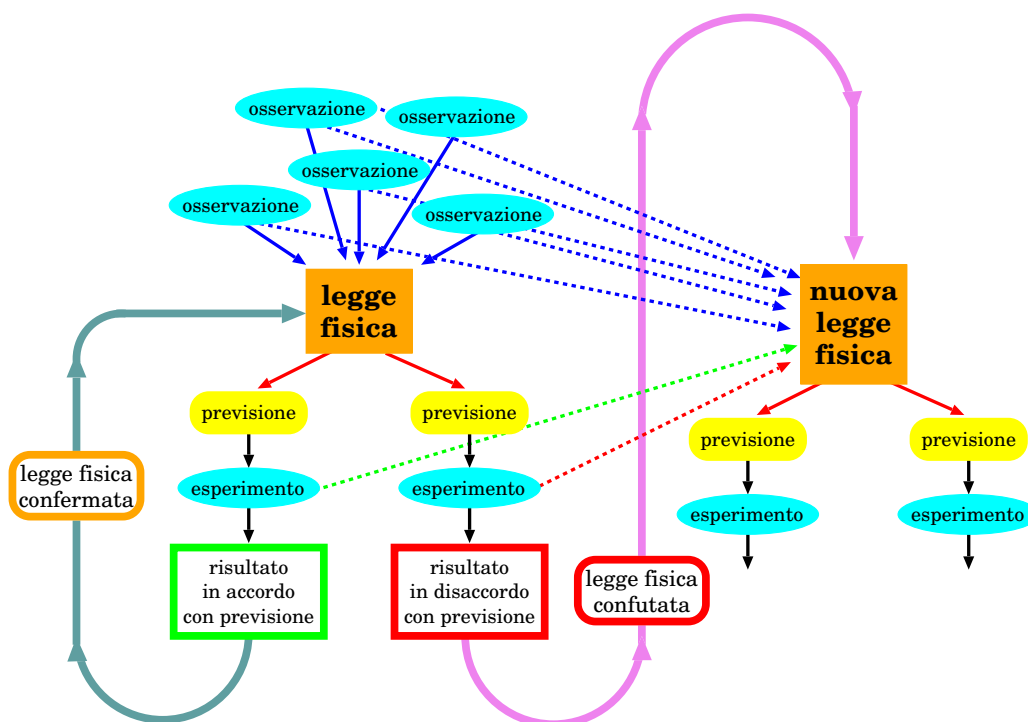 osservazione
osservazione
osservazione
osservazione
osservazione
legge
fisica
nuova
legge
fisica
previsione
previsione
previsione
previsione
legge fisica
confermata
esperimento
esperimento
esperimento
esperimento
risultato
in accordo
con previsione
risultato
in disaccordo
con previsione
legge fisica
confutata